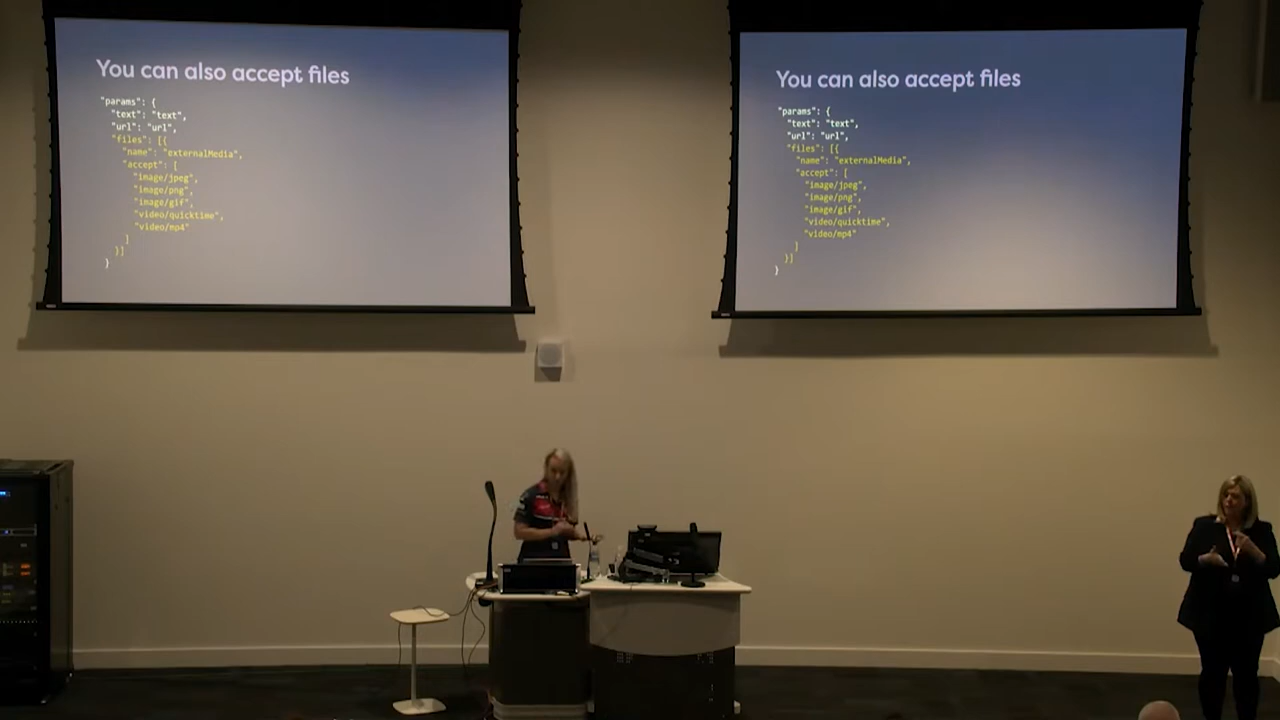 You can also accept files
"params": {
"text": "text",
"url": "url",
"files": [{
"name": "externalMedia",
"accept": [
"image/jpeg",
"image/png",
"image/gif",
"video/quicktime",
"video/mp4"
]
}]
}
You can also accept files
"params": {
"text": "text",
"url": "url",
"files": [{
"name": "externalMedia",
"accept": [
"image/jpeg",
"image/png",
"image/gif",
"video/quicktime",
"video/mp4"
]
}]
}